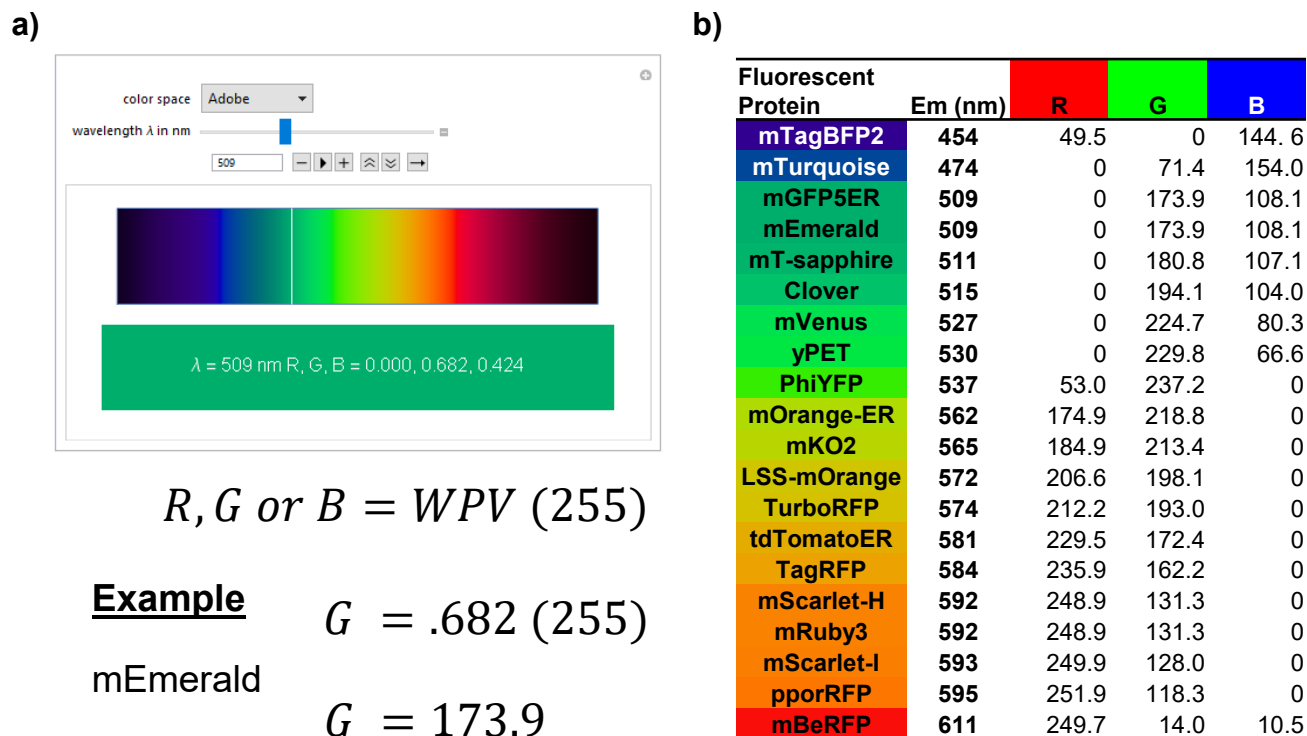 a)
color space Adobe
wavelength λ in nm
509
λ = 509 nm R, G, B = 0.000, 0.682, 0.424
R, G or B = WPV (255)
Example
G = .682 (255)
mEmerald
G = 173.9
b)
Fluorescent
Protein Em (nm) R G B
mTagBFP2 454 49.5 0 144. 6
mTurquoise 474 0 71.4 154.0
mGFP5ER 509 0 173.9 108.1
mEmerald 509 0 173.9 108.1
mT-sapphire 511 0 180.8 107.1
Clover 515 0 194.1 104.0
mVenus 527 0 224.7 80.3
yPET 530 0 229.8 66.6
PhiYFP 537 53.0 237.2 0
mOrange-ER 562 174.9 218.8 0
mKO2 565 184.9 213.4 0
LSS-mOrange 572 206.6 198.1 0
TurboRFP 574 212.2 193.0 0
tdTomatoER 581 229.5 172.4 0
TagRFP 584 235.9 162.2 0
mScarlet-H 592 248.9 131.3 0
mRuby3 592 248.9 131.3 0
mScarlet-I 593 249.9 128.0 0
pporRFP 595 251.9 118.3 0
mBeRFP 611 249.7 14.0 10.5